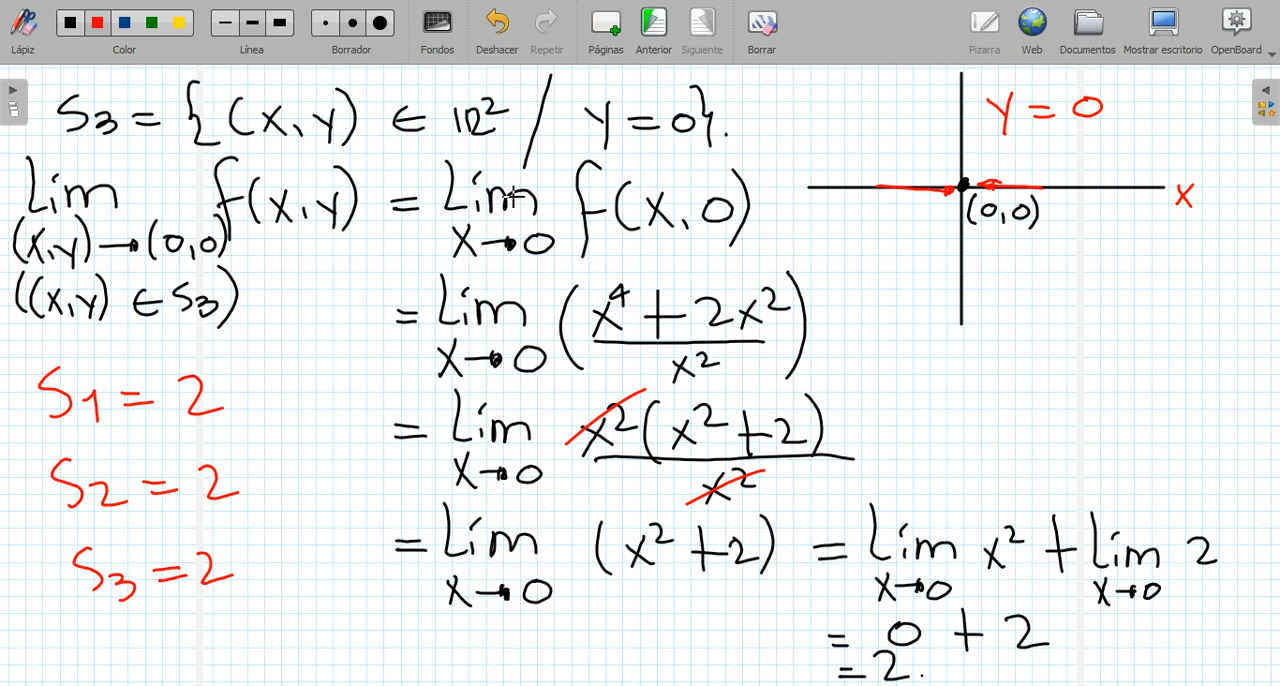 Lápiz Color Línea Borrador Fondos Deshacer Repetir Páginas Anterior Siguiente Borrar Pizarra Web Documentos Mostrar escritorio OpenBoard
S3 = {(x,y) ∈ ℝ² / y = 0}.
Lim (x,y)→(0,0) ((x,y) ∈ S3) f(x,y) = Lim x→0 f(x,0)
= Lim x→0 (x⁴ + 2x² / x²)
= Lim x→0 x²(x² + 2) / x²
= Lim x→0 (x² + 2) = Lim x→0 x² + Lim x→0 2
= 0 + 2
= 2.
S1 = 2
S2 = 2
S3 = 2
y = 0
x
(0,0)